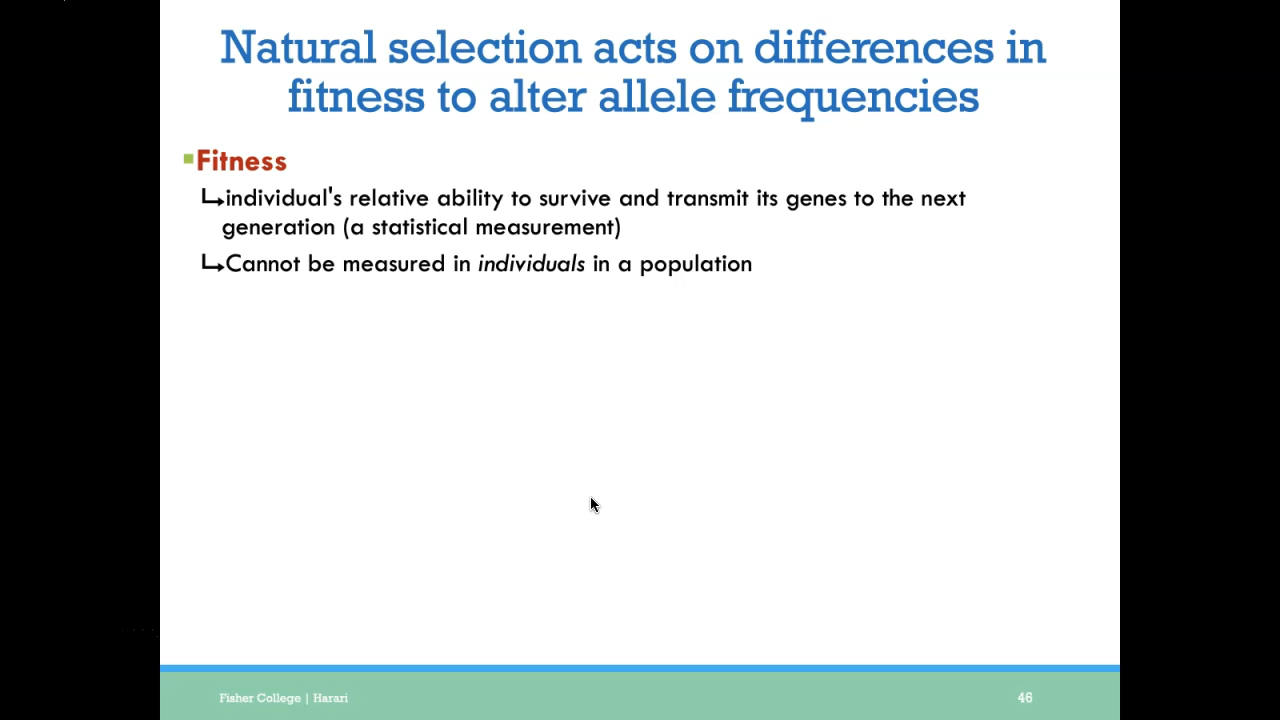 Natural selection acts on differences in
fitness to alter allele frequencies
Fitness
individual's relative ability to survive and transmit its genes to the next
generation (a statistical measurement)
Cannot be measured in individuals in a population
Fisher College | Harari
46